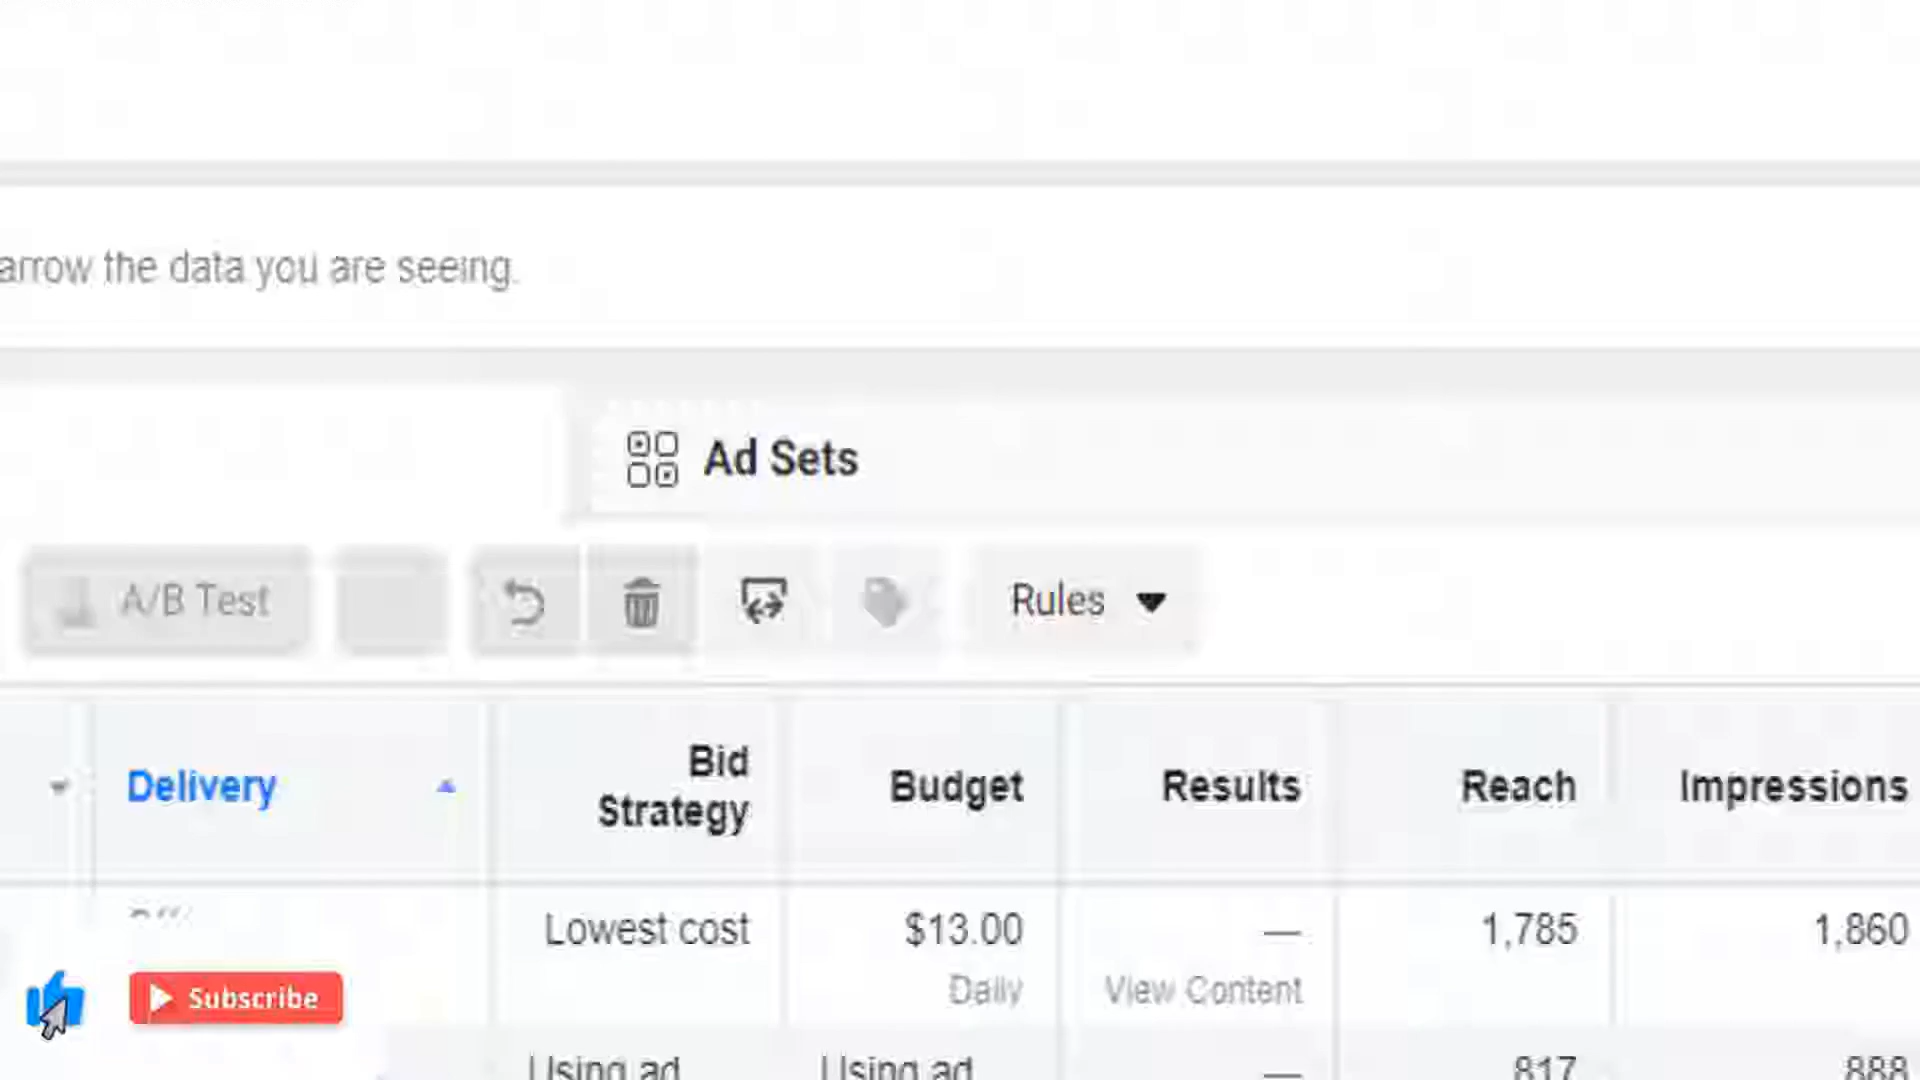 arrow the data you are seeing.
Ad Sets
A/B Test
Rules
Delivery
Bid
Strategy
Budget
Results
Reach
Impressions
Lowest cost
$13.00
—
1,785
1,860
Daily
View Content
Subscribe
Using ad
Using ad
—
817
888